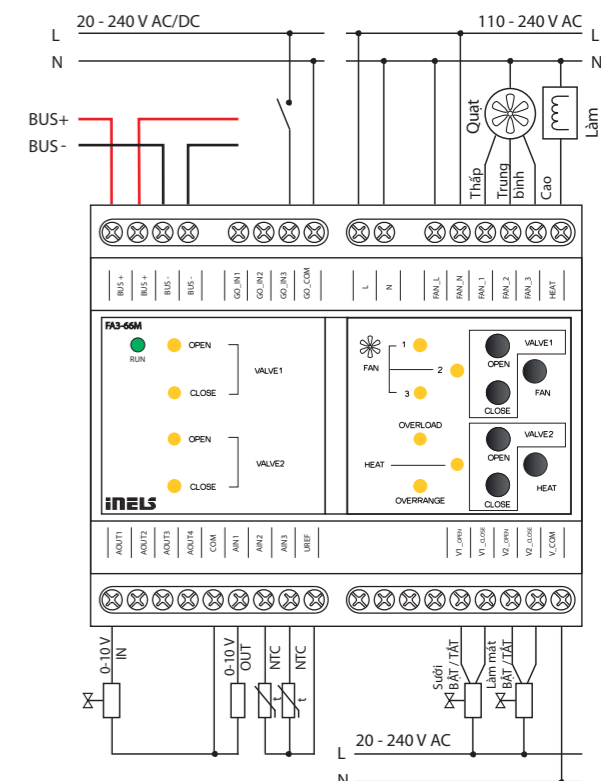 20 - 240 V AC/DC
110 - 240 V AC
L
L
N
N
BUS+
BUS -
Quạt
Làm
Thấp
Trung bình
Cao
BUS +
BUS +
BUS -
BUS -
GO_IN1
GO_IN2
GO_IN3
GO_COM
L
N
FAN_L
FAN_N
FAN_1
FAN_2
FAN_3
HEAT
FA3-66M
RUN
OPEN
VALVE1
CLOSE
OPEN
VALVE2
CLOSE
iNELS
FAN
1
2
3
OVERLOAD
HEAT
OVERRANGE
VALVE1
OPEN
FAN
CLOSE
VALVE2
OPEN
HEAT
CLOSE
AOUT1
AOUT2
AOUT3
AOUT4
COM
AIN1
AIN2
AIN3
UREF
V1_OPEN
V1_CLOSE
V2_OPEN
V2_CLOSE
V_COM
0-10 V
IN
0-10 V
OUT
NTC
t
NTC
t
Sưởi
BẬT / TẮT
Làm mát
BẬT / TẮT
20 - 240 V AC
L
N